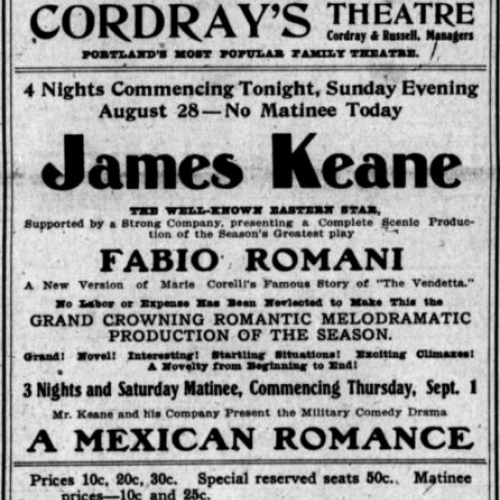 CORDRAY'S THEATRE
Cordray & Russell, Managers
PORTLAND'S MOST POPULAR FAMILY THEATRE.
4 Nights Commencing Tonight, Sunday Evening
August 28—No Matinee Today
James Keane
THE WELL-KNOWN EASTERN STAR,
Supported by a Strong Company, presenting a Complete Scenic Produc-
tion of the Season's Greatest play
FABIO ROMANI
A New Version of Marie Corelli's Famous Story of "The Vendetta."
No Labor or Expense Has Been Neglected to Make This the
GRAND CROWNING ROMANTIC MELODRAMATIC
PRODUCTION OF THE SEASON.
Grand! Novel! Interesting! Startling Situations! Exciting Climaxes!
A Novelty from Beginning to End!
3 Nights and Saturday Matinee, Commencing Thursday, Sept. 1
Mr. Keane and his Company Present the Military Comedy Drama
A MEXICAN ROMANCE
Prices 10c, 20c, 30c. Special reserved seats 50c. Matinee
prices—10c and 25c.